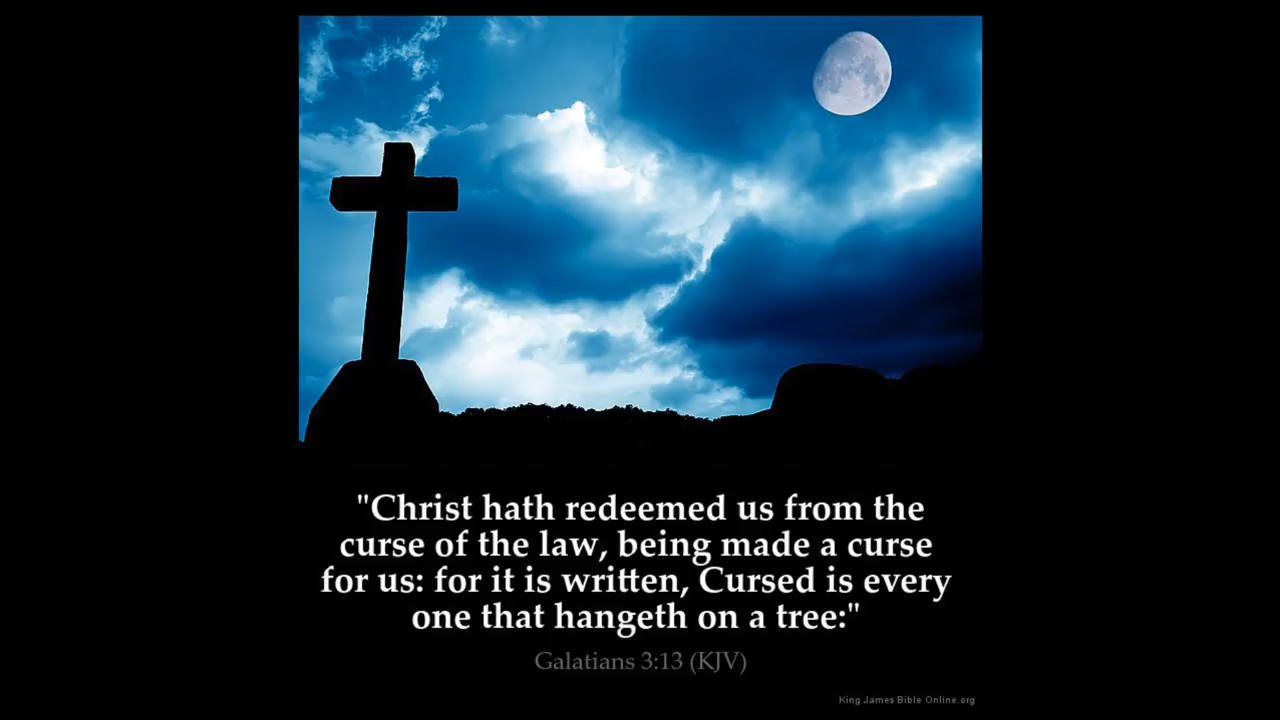 "Christ hath redeemed us from the
curse of the law, being made a curse
for us: for it is written, Cursed is every
one that hangeth on a tree:"
Galatians 3:13 (KJV)
King James Bible Online.org